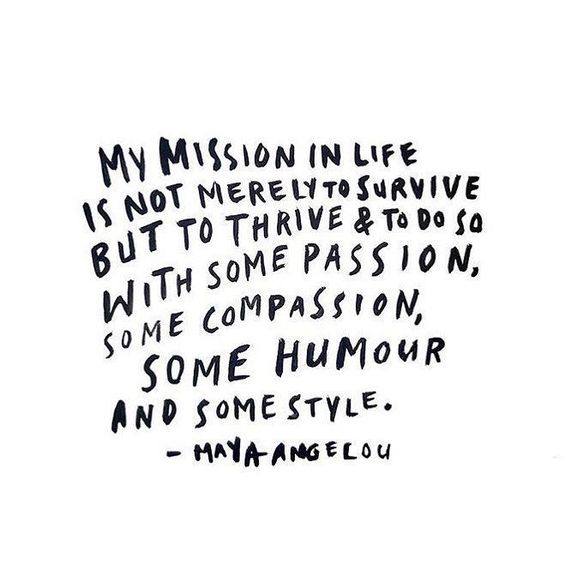 MY MISSION IN LIFE
IS NOT MERELY TO SURVIVE
BUT TO THRIVE & TO DO SO
WITH SOME PASSION,
SOME COMPASSION,
SOME HUMOUR
AND SOME STYLE.
- MAYA ANGELOU